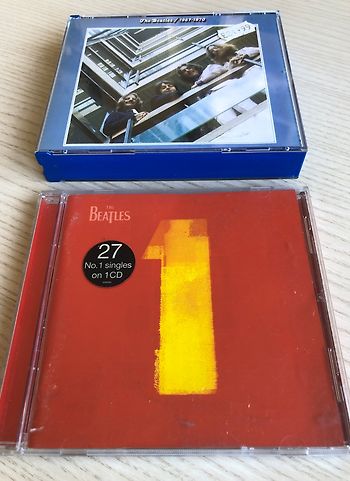 The Beatles / 1967-1970
THE
BEATLES
27
No.1 singles
on 1CD
1